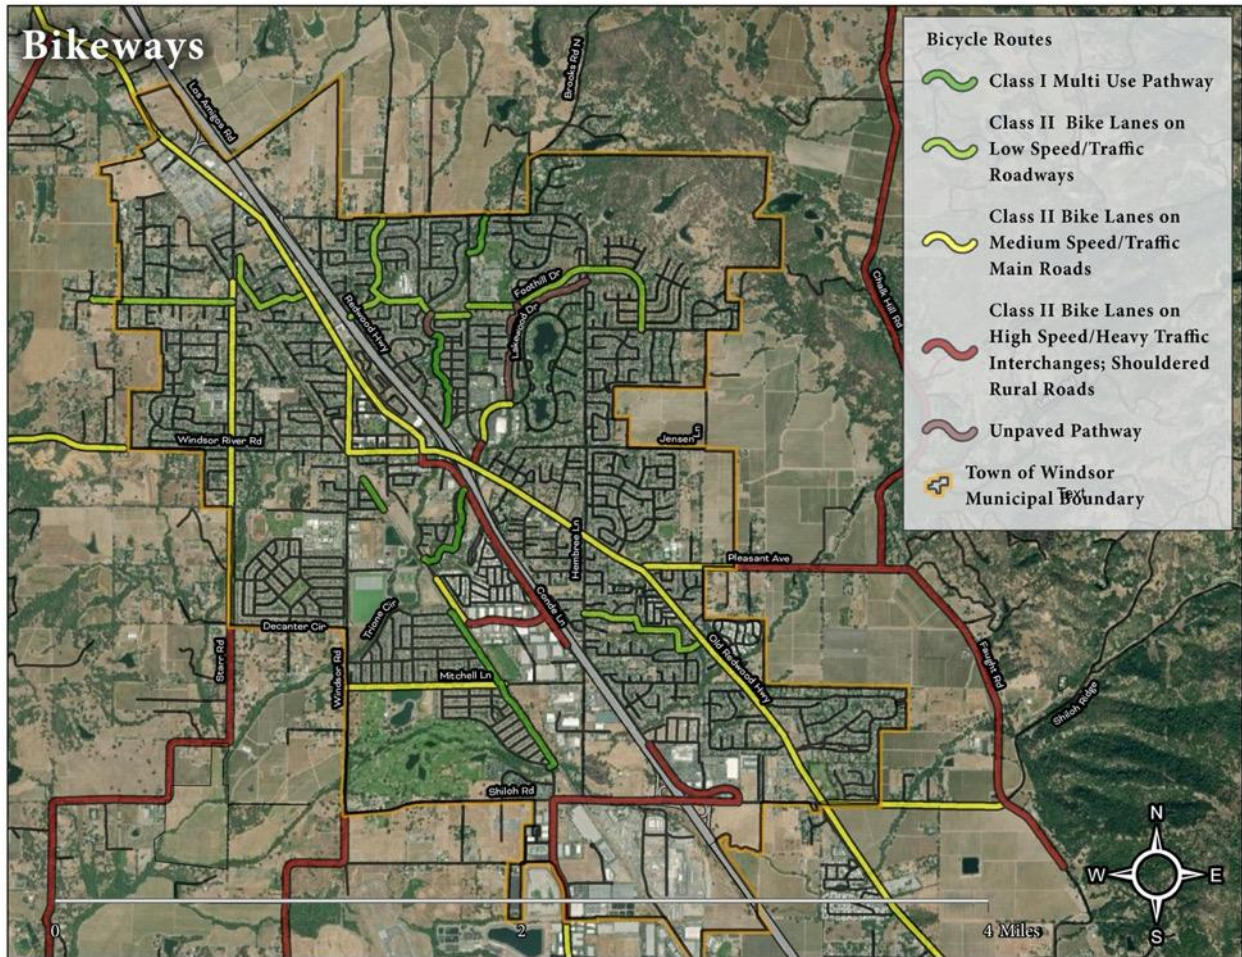 Bikeways
Bicycle Routes
Class I Multi Use Pathway
Class II Bike Lanes on
Low Speed/Traffic
Roadways
Class II Bike Lanes on
Medium Speed/Traffic
Main Roads
Class II Bike Lanes on
High Speed/Heavy Traffic
Interchanges; Shouldered
Rural Roads
Unpaved Pathway
Town of Windsor
Text
Municipal Boundary
Los Amigos Rd
Brooks Rd N
Chalk Hill Rd
Foothill Dr
Lakewood Dr
Redwood Hwy
Windsor River Rd
Jensen
Hembree Ln
Pleasant Ave
Conde Ln
Trione Cir
Decanter Cir
Starr Rd
Windsor Rd
Mitchell Ln
Old Redwood Hwy
Faught Rd
Shiloh Ridge
Shiloh Rd
N
W
E
S
0
2
4 Miles